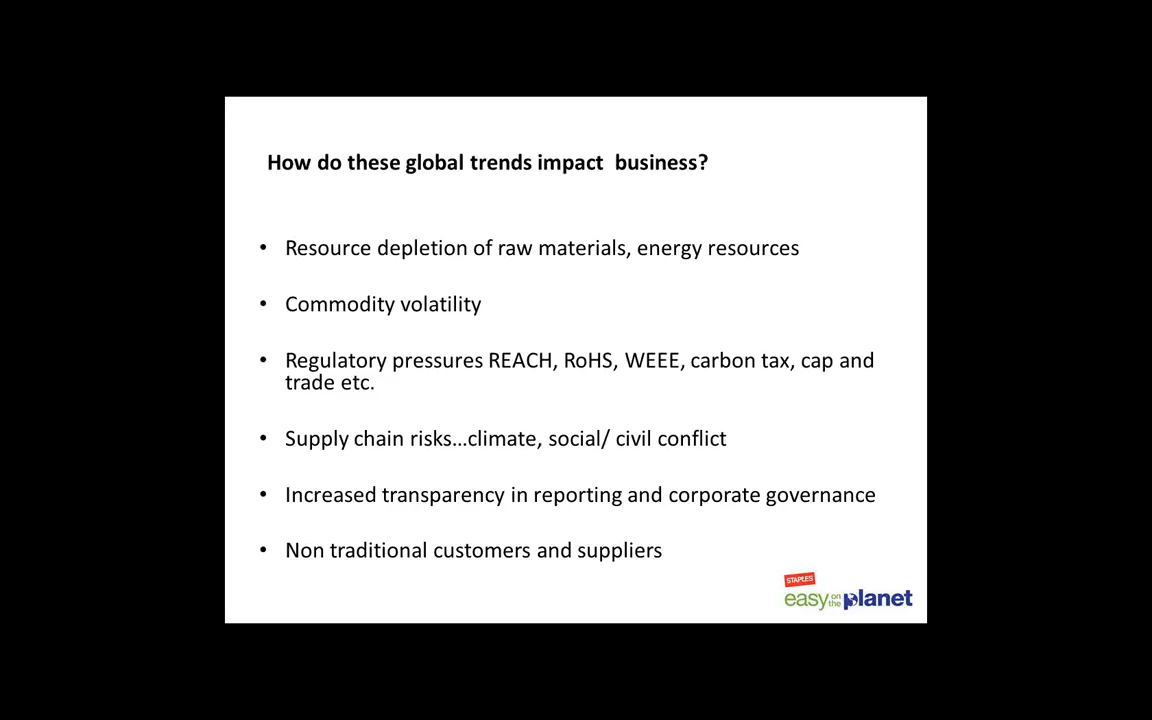 How do these global trends impact  business?
• Resource depletion of raw materials, energy resources
• Commodity volatility
• Regulatory pressures REACH, RoHS, WEEE, carbon tax, cap and
trade etc.
• Supply chain risks...climate, social/ civil conflict
• Increased transparency in reporting and corporate governance
• Non traditional customers and suppliers
STAPLES
easy on the planet